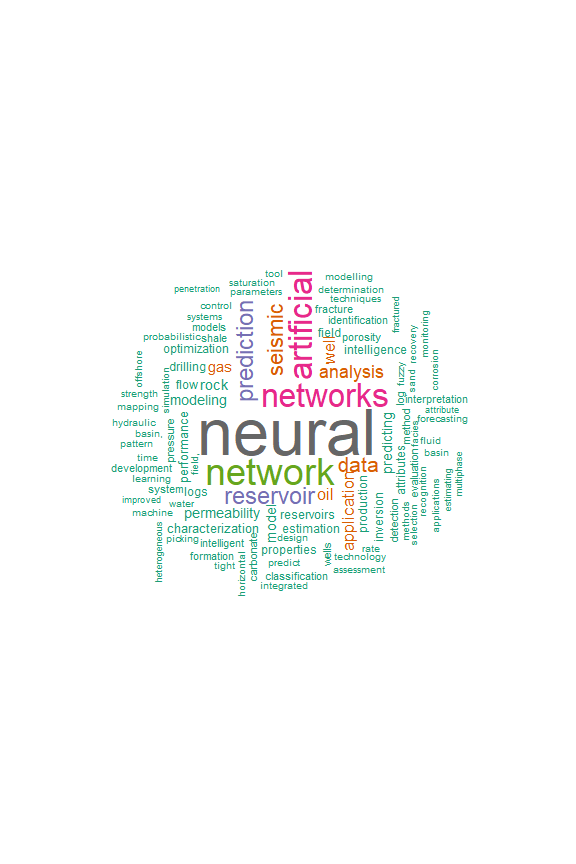 tool
modelling
saturation
penetration
parameters
artificial
determination
techniques
control
prediction
seismic
fracture
fractured
systems
identification
monitoring
models
field
well
porosity
probabilistic
shale
recovery
optimization
intelligence
offshore
drilling
gas
analysis
fuzzy
sand
corrosion
simulation
flow
rock
strength
modeling
networks
log
interpretation
mapping
attribute
hydraulic
neural
method
forecasting
basin,
pressure
performance
predicting
facies
fluid
pattern
basin
time
field,
network
data
attributes
evaluation
multiphase
development
learning
application
recognition
estimating
system
logs
reservoir
oil
production
applications
improved
water
machine
permeability
model
reservoirs
inversion
detection
methods
selection
characterization
estimation
picking
intelligent
design
heterogeneous
formation
horizontal
carbonate
properties
wells
rate
technology
tight
predict
assessment
classification
integrated